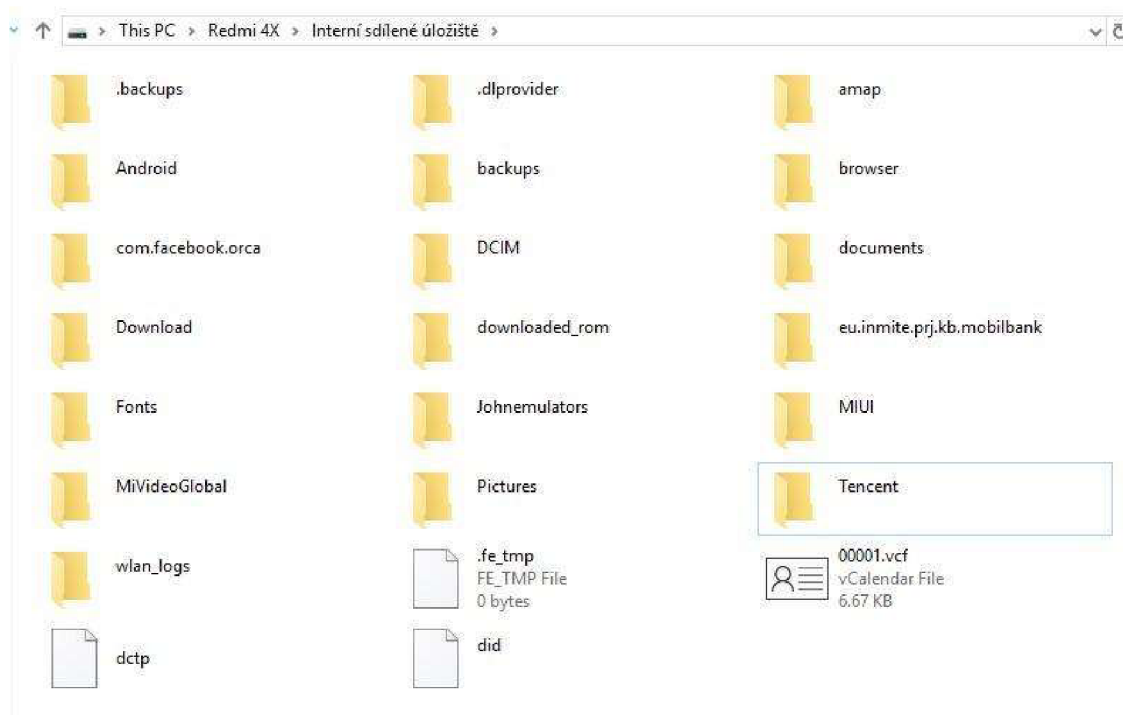 This PC > Redmi 4X > Interní sdílené úložiště >
.backups
.dlprovider
amap
Android
backups
browser
com.facebook.orca
DCIM
documents
Download
downloaded_rom
eu.inmite.prj.kb.mobilbank
Fonts
Johnemulators
MIUI
MiVideoGlobal
Pictures
Tencent
wlan_logs
.fe_tmp
FE_TMP File
0 bytes
00001.vcf
vCalendar File
6.67 KB
dctp
did